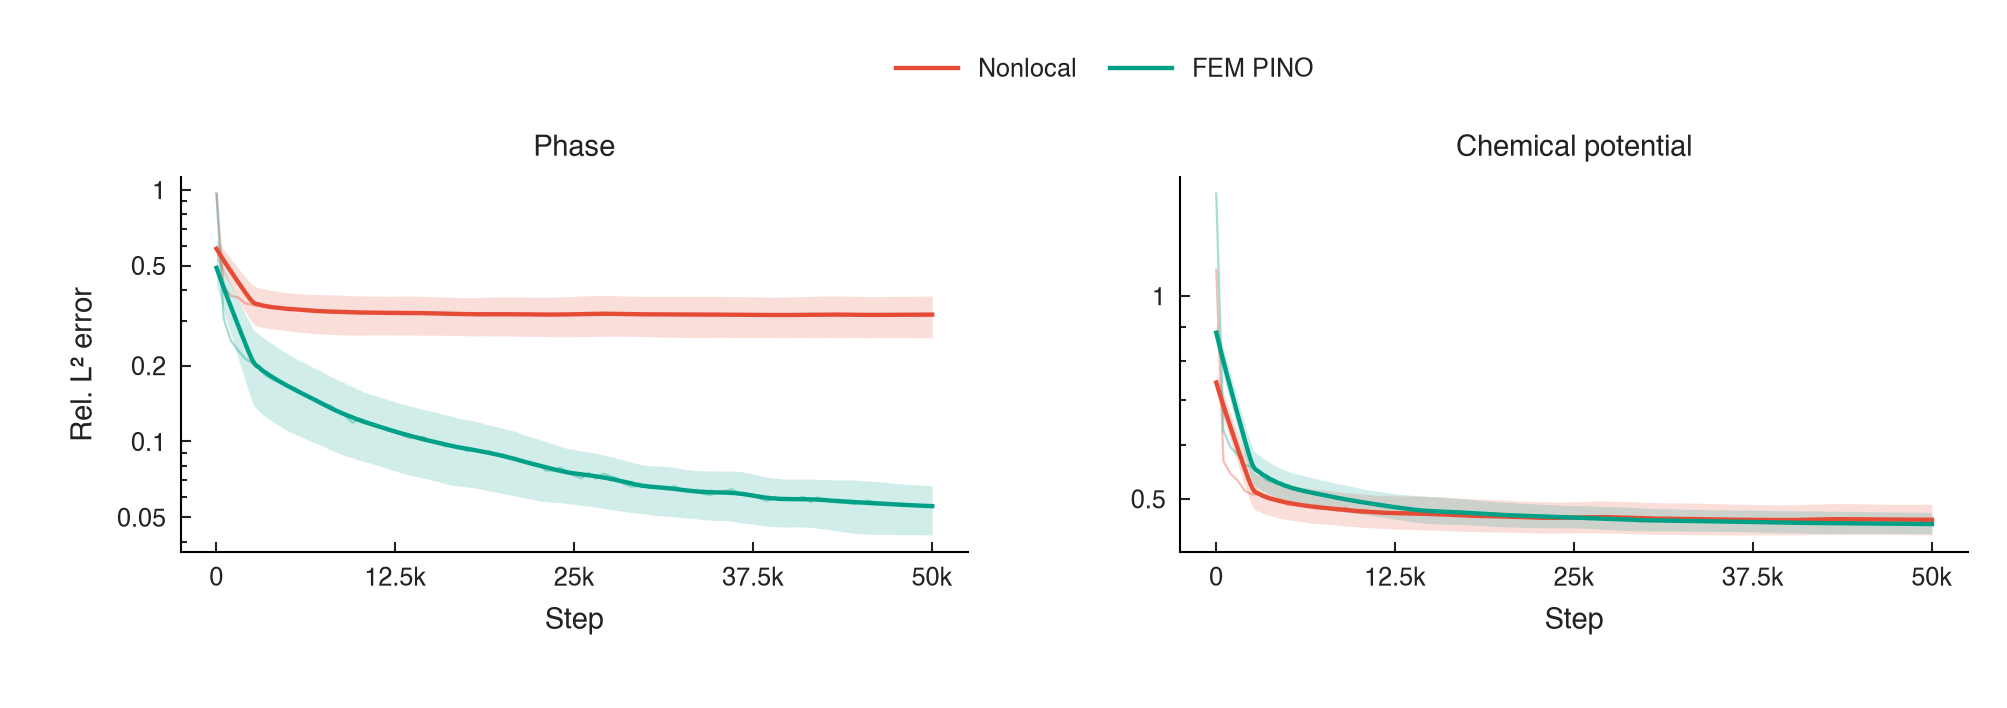 Nonlocal FEM PINO
Phase
Rel. L² error
1
0.5
0.2
0.1
0.05
0 12.5k 25k 37.5k 50k
Step
Chemical potential
1
0.5
0 12.5k 25k 37.5k 50k
Step